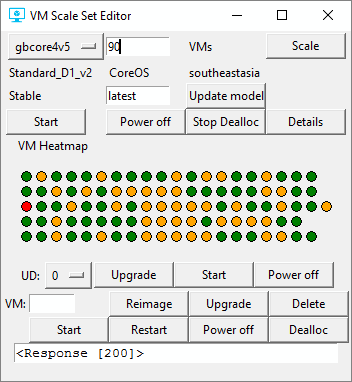 VM Scale Set Editor
gbcore4v5 90 VMs Scale
Standard_D1_v2 CoreOS southeastasia
Stable latest Update model
Start Power off Stop Dealloc Details
VM Heatmap
UD: 0 Upgrade Start Power off
VM: Reimage Upgrade Delete
Start Restart Power off Dealloc
<Response [200]>